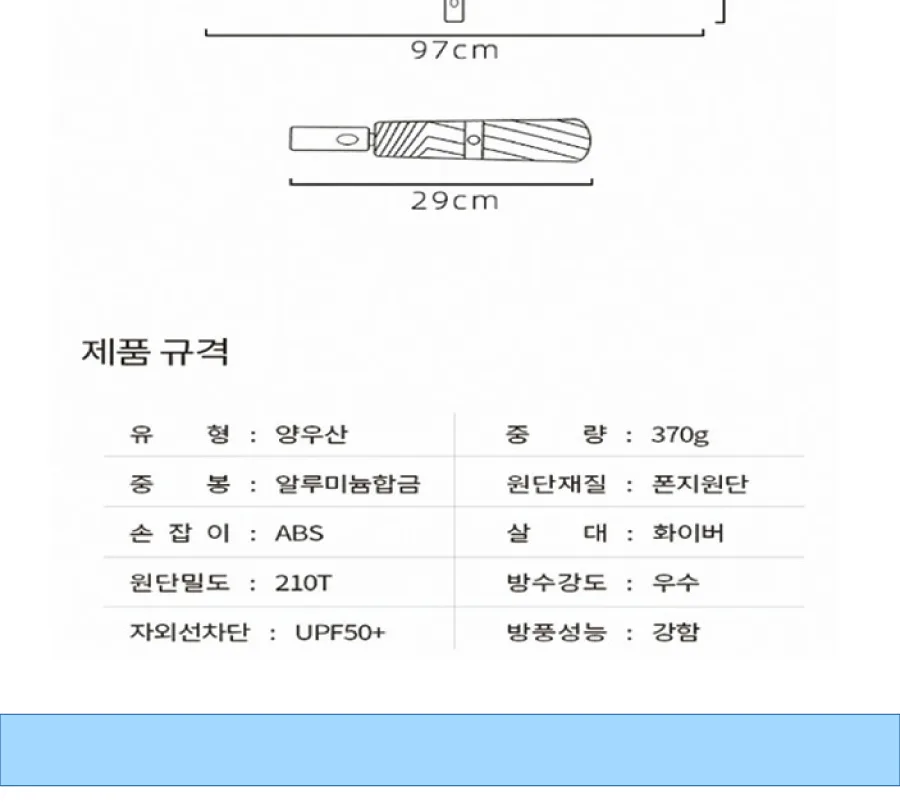 97cm
29cm
제품 규격
유 형 : 양우산 중 량 : 370g
중 봉 : 알루미늄합금 원단재질 : 폰지원단
손 잡 이 : ABS 살 대 : 화이버
원단밀도 : 210T 방수강도 : 우수
자외선차단 : UPF50+ 방풍성능 : 강함